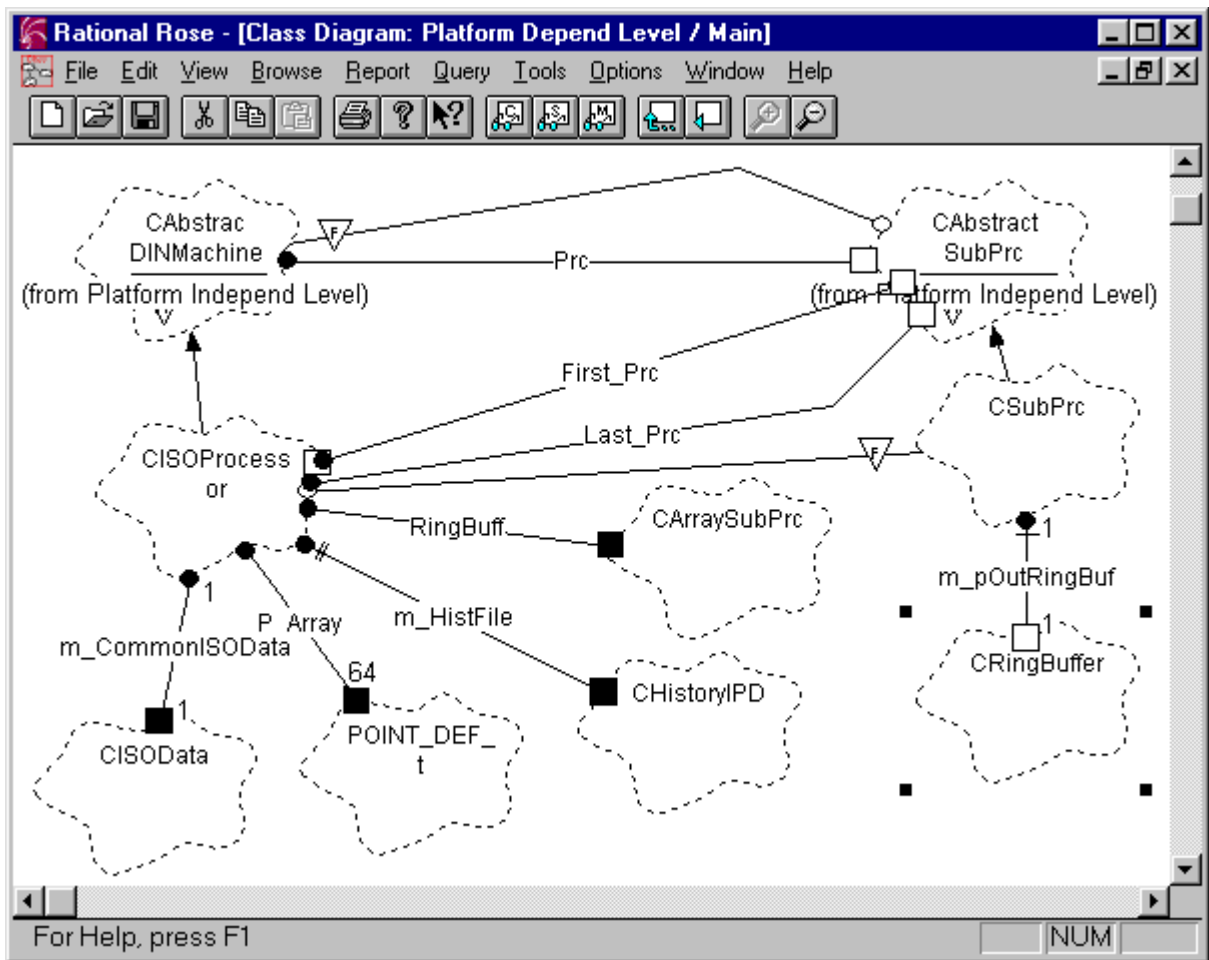 Rational Rose - [Class Diagram: Platform Depend Level / Main]
File Edit View Browse Report Query Tools Options Window Help
CAbstrac
DINMachine
(from Platform Independ Level)
V
F
Prc
CAbstract
SubPrc
(from Platform Independ Level)
V
First_Prc
CSubPrc
Last_Prc
F
CISOProcess
or
RingBuff
CArraySubPrc
1
m_pOutRingBuf
1
CRingBuffer
1
m_CommonISOData
P_Array
m_HistFile
64
1
CISOData
POINT_DEF_
t
CHistoryIPD
For Help, press F1
NUM